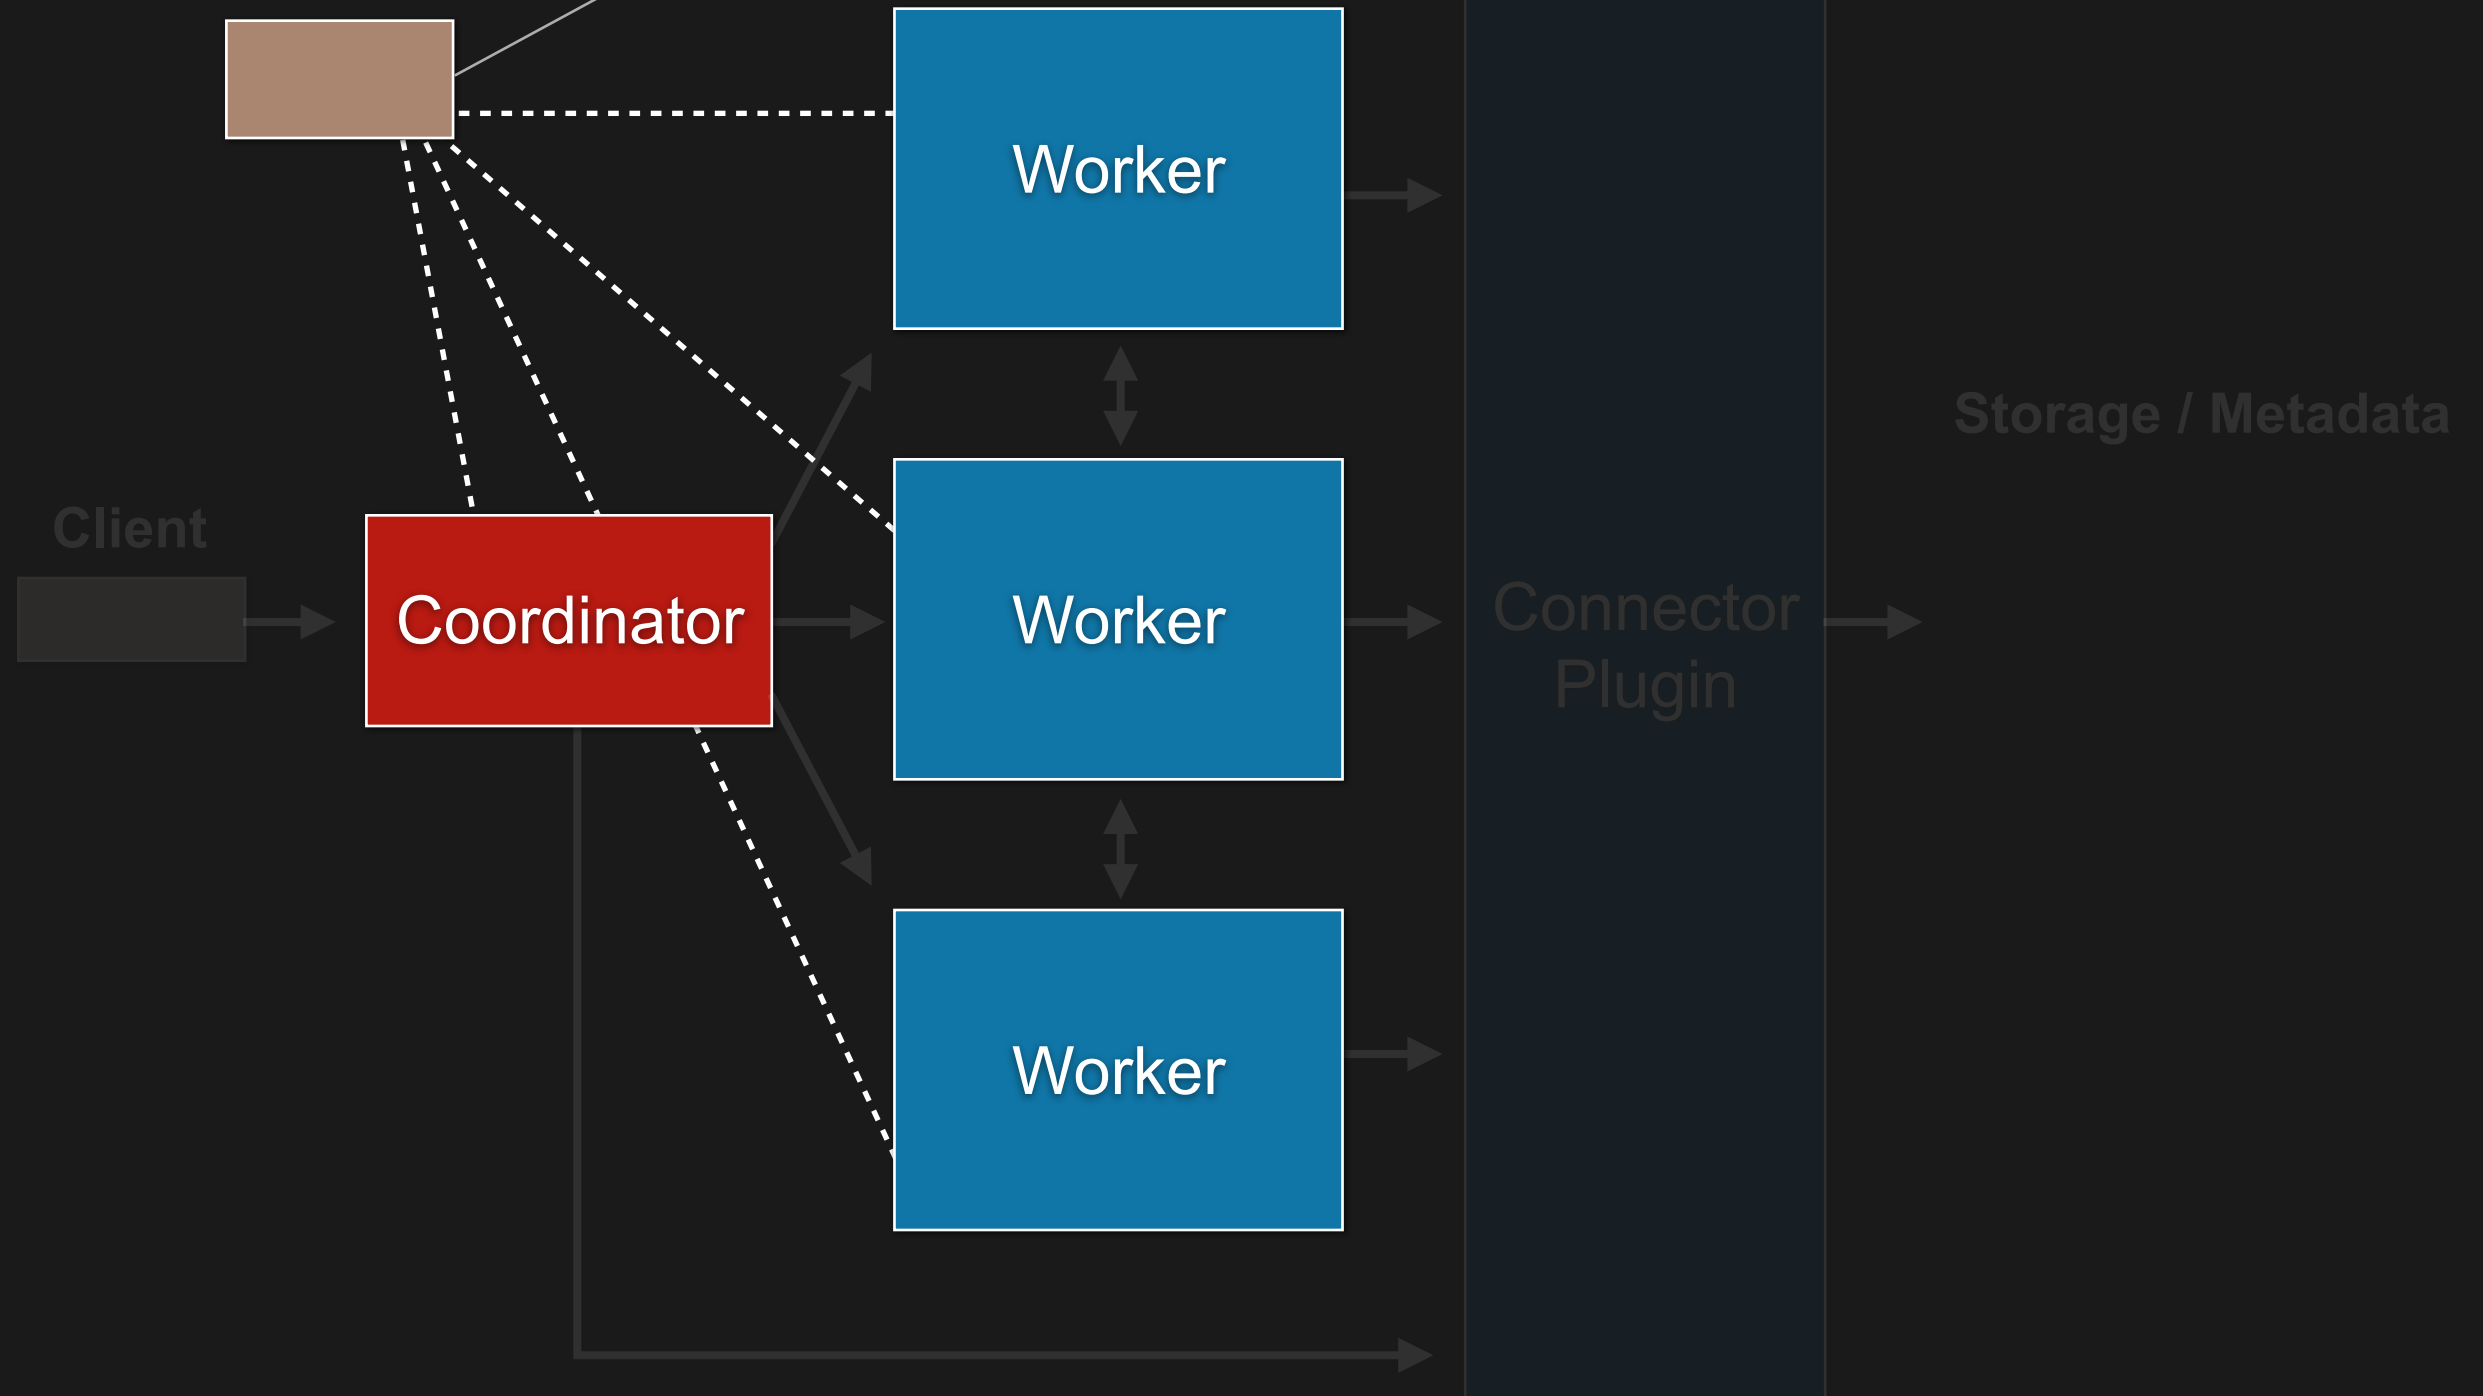 Worker
Storage / Metadata
Client
Coordinator
Worker
Connector
Plugin
Worker